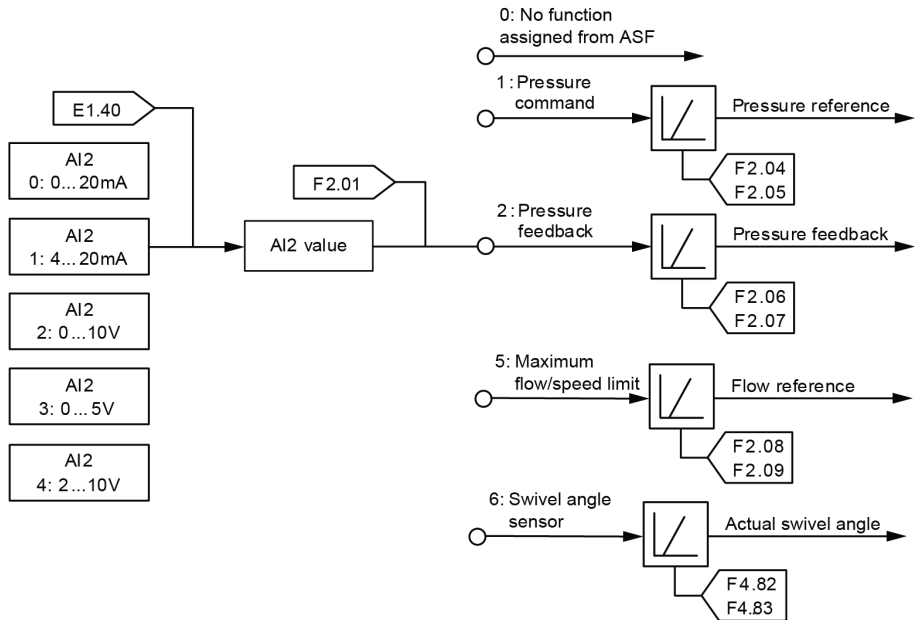 0: No function
assigned from ASF
1: Pressure
command
Pressure reference
E1.40
AI2
0: 0...20mA
F2.04
F2.05
F2.01
AI2
1: 4...20mA
AI2 value
2: Pressure
feedback
Pressure feedback
F2.06
F2.07
AI2
2: 0...10V
AI2
3: 0...5V
5: Maximum
flow/speed limit
Flow reference
F2.08
F2.09
AI2
4: 2...10V
6: Swivel angle
sensor
Actual swivel angle
F4.82
F4.83